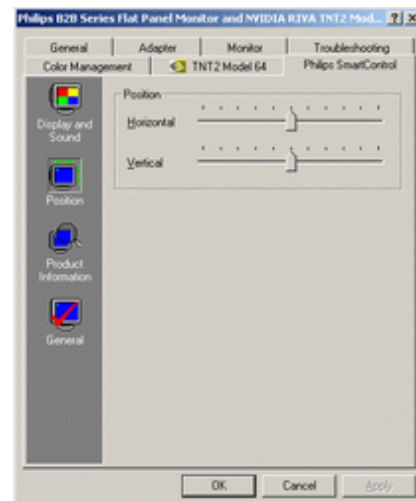 Philips B2B Series Flat Panel Monitor and NVIDIA RIVA TNT2 Mod...
General Adapter Monitor Troubleshooting
Color Management TNT2 Model 64 Philips SmartControl
Display and
Sound
Position
Product
Information
General
Position
Horizontal
Vertical
OK Cancel Apply